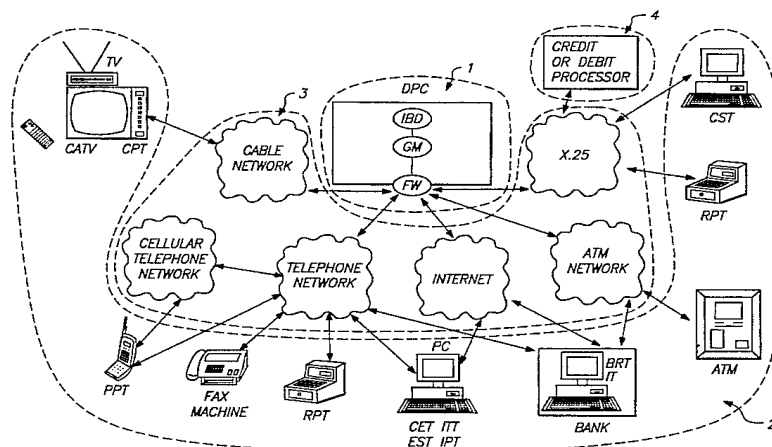 4
CREDIT
OR DEBIT
PROCESSOR
1
TV
DPC
3
IBD
CST
GM
X.25
CATV CPT
CABLE
NETWORK
FW
RPT
CELLULAR
TELEPHONE
NETWORK
TELEPHONE
NETWORK
INTERNET
ATM
NETWORK
PC
BRT
IT
PPT
FAX
MACHINE
RPT
CET ITT
EST IPT
BANK
ATM
2